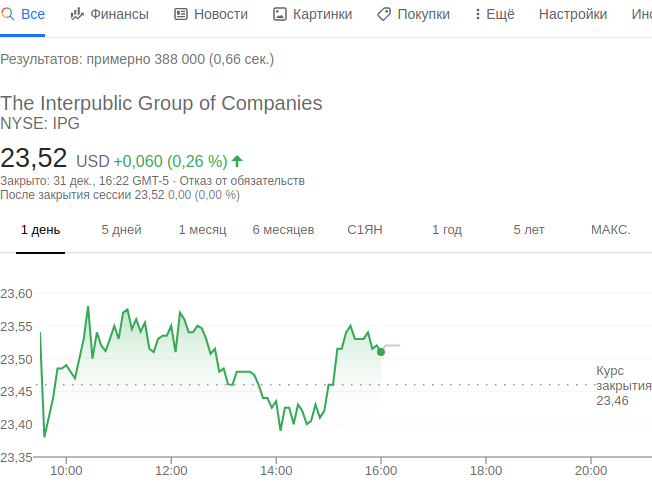 Все Финансы Новости Картинки Покупки Ещё Настройки Инс
Результатов: примерно 388 000 (0,66 сек.)
The Interpublic Group of Companies
NYSE: IPG
23,52 USD +0,060 (0,26 %)
Закрыто: 31 дек., 16:22 GMT-5 · Отказ от обязательств
После закрытия сессии 23,52 0,00 (0,00 %)
1 день 5 дней 1 месяц 6 месяцев С1ЯН 1 год 5 лет МАКС.
23,60
23,55
23,50
23,45
23,40
23,35
Курс
закрытия
23,46
10:00 12:00 14:00 16:00 18:00 20:00